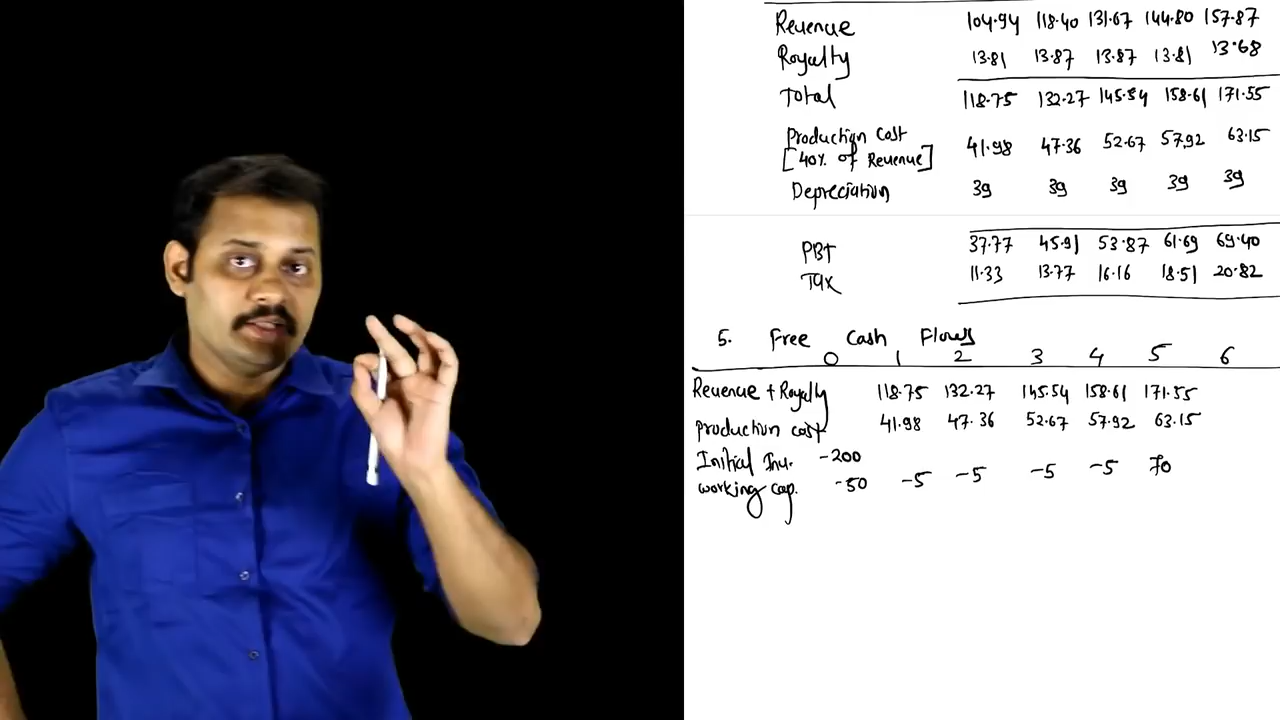 Revenue 104.94 118.40 131.67 144.80 157.87
Royalty 13.81 13.87 13.87 13.81 13.68
Total 118.75 132.27 145.54 158.61 171.55
Production Cost
[40% of Revenue] 41.98 47.36 52.67 57.92 63.15
Depreciation 39 39 39 39 39
PBT 37.77 45.91 53.87 61.69 69.40
Tax 11.33 13.77 16.16 18.51 20.82
5. Free Cash Flows
0 1 2 3 4 5 6
Revenue + Royalty 118.75 132.27 145.54 158.61 171.55
production cost 41.98 47.36 52.67 57.92 63.15
Initial Inv. -200
working cap. -50 -5 -5 -5 -5 70